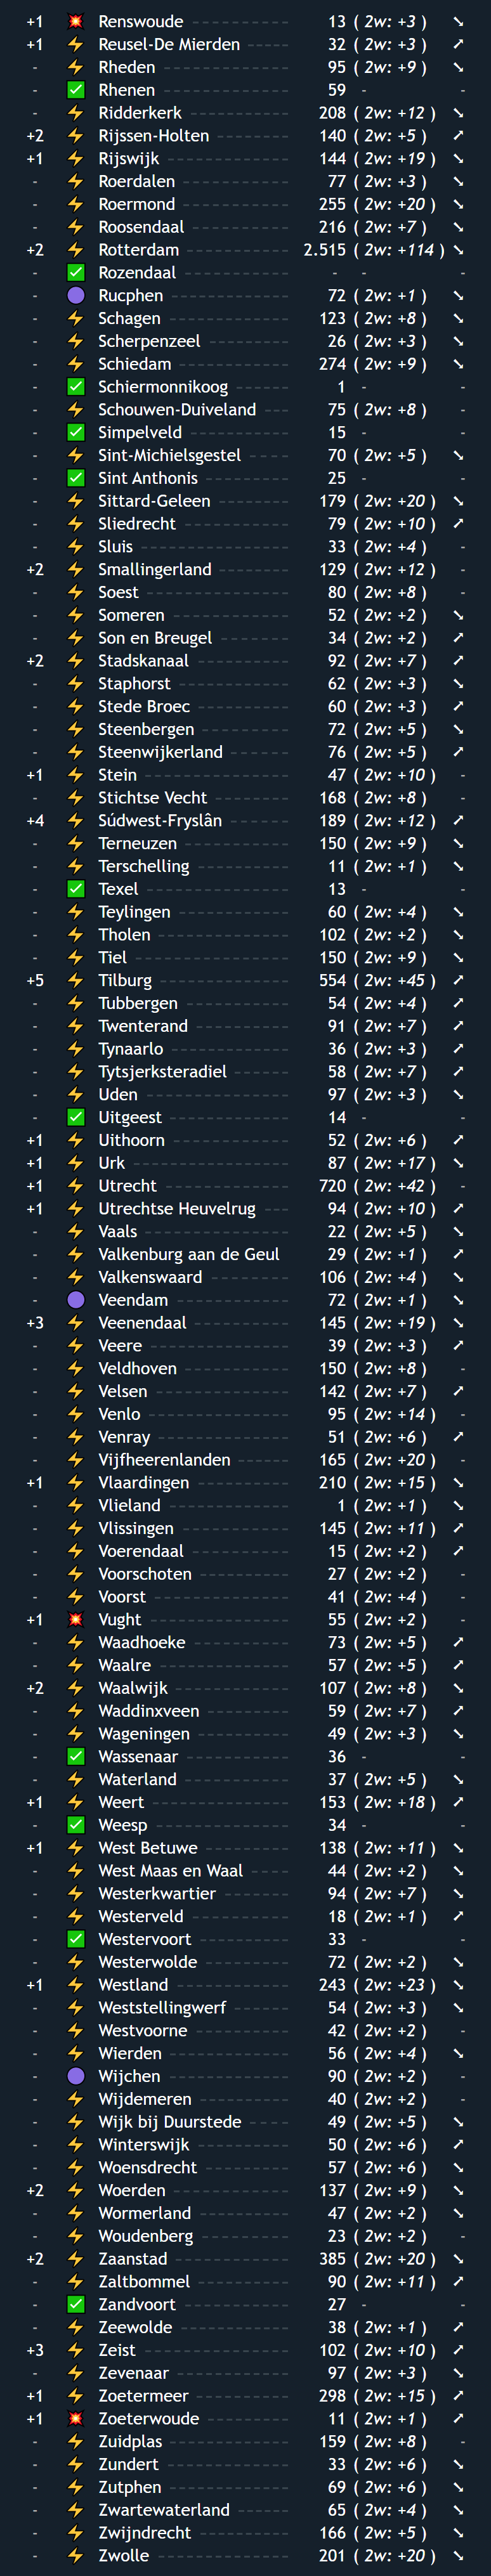 +1 💥 Renswoude ------------- 13 ( 2w: +3 ) ➘
+1 ⚡ Reusel-De Mierden ------- 32 ( 2w: +3 ) ➚
- ⚡ Rheden ---------------- 95 ( 2w: +9 ) ➘
- ✅ Rhenen ---------------- 59 - -
- ⚡ Ridderkerk ------------- 208 ( 2w: +12 ) ➘
+2 ⚡ Rijssen-Holten ---------- 140 ( 2w: +5 ) ➚
+1 ⚡ Rijswijk --------------- 144 ( 2w: +19 ) ➘
- ⚡ Roerdalen -------------- 77 ( 2w: +3 ) ➘
- ⚡ Roermond -------------- 255 ( 2w: +20 ) ➘
- ⚡ Roosendaal ------------- 216 ( 2w: +7 ) ➘
+2 ⚡ Rotterdam ------------- 2.515 ( 2w: +114 ) ➘
- ✅ Rozendaal -------------- - - -
- 🟣 Rucphen --------------- 72 ( 2w: +1 ) ➘
- ⚡ Schagen --------------- 123 ( 2w: +8 ) ➘
- ⚡ Scherpenzeel ----------- 26 ( 2w: +3 ) ➘
- ⚡ Schiedam -------------- 274 ( 2w: +9 ) ➘
- ✅ Schiermonnikoog -------- 1 - -
- ⚡ Schouwen-Duiveland ---- 75 ( 2w: +8 ) -
- ✅ Simpelveld ------------- 15 - -
- ⚡ Sint-Michielsgestel ------ 70 ( 2w: +5 ) ➘
- ✅ Sint Anthonis ----------- 25 - -
- ⚡ Sittard-Geleen ---------- 179 ( 2w: +20 ) ➘
- ⚡ Sliedrecht -------------- 79 ( 2w: +10 ) ➚
- ⚡ Sluis ------------------ 33 ( 2w: +4 ) -
+2 ⚡ Smallingerland --------- 129 ( 2w: +12 ) -
- ⚡ Soest ----------------- 80 ( 2w: +8 ) -
- ⚡ Someren --------------- 52 ( 2w: +2 ) ➘
- ⚡ Son en Breugel ---------- 34 ( 2w: +2 ) ➚
+2 ⚡ Stadskanaal ------------ 92 ( 2w: +7 ) ➚
- ⚡ Staphorst -------------- 62 ( 2w: +3 ) ➘
- ⚡ Stede Broec ------------ 60 ( 2w: +3 ) ➚
- ⚡ Steenbergen ------------ 72 ( 2w: +5 ) ➘
- ⚡ Steenwijkerland -------- 76 ( 2w: +5 ) ➚
+1 ⚡ Stein ----------------- 47 ( 2w: +10 ) -
- ⚡ Stichtse Vecht ---------- 168 ( 2w: +8 ) -
+4 ⚡ Súdwest-Fryslân -------- 189 ( 2w: +12 ) ➚
- ⚡ Terneuzen ------------- 150 ( 2w: +9 ) ➘
- ⚡ Terschelling ------------ 11 ( 2w: +1 ) ➘
- ✅ Texel ----------------- 13 - -
- ⚡ Teylingen -------------- 60 ( 2w: +4 ) ➘
- ⚡ Tholen ---------------- 102 ( 2w: +2 ) ➘
- ⚡ Tiel ------------------- 150 ( 2w: +9 ) ➘
+5 ⚡ Tilburg ---------------- 554 ( 2w: +45 ) ➚
- ⚡ Tubbergen ------------- 54 ( 2w: +4 ) ➚
- ⚡ Twenterand ------------ 91 ( 2w: +7 ) ➚
- ⚡ Tynaarlo --------------- 36 ( 2w: +3 ) ➚
- ⚡ Tytsjerksteradiel -------- 58 ( 2w: +7 ) ➚
- ⚡ Uden ------------------ 97 ( 2w: +3 ) ➘
- ✅ Uitgeest --------------- 14 - -
+1 ⚡ Uithoorn -------------- 52 ( 2w: +6 ) ➚
+1 ⚡ Urk ------------------- 87 ( 2w: +17 ) ➘
+1 ⚡ Utrecht --------------- 720 ( 2w: +42 ) -
+1 ⚡ Utrechtse Heuvelrug ---- 94 ( 2w: +10 ) ➚
- ⚡ Vaals ------------------ 22 ( 2w: +5 ) ➘
- ⚡ Valkenburg aan de Geul 29 ( 2w: +1 ) ➚
- ⚡ Valkenswaard ---------- 106 ( 2w: +4 ) ➘
- 🟣 Veendam --------------- 72 ( 2w: +1 ) ➘
+3 ⚡ Veenendaal ------------ 145 ( 2w: +19 ) ➘
- ⚡ Veere ----------------- 39 ( 2w: +3 ) ➚
- ⚡ Veldhoven ------------- 150 ( 2w: +8 ) -
- ⚡ Velsen ----------------- 142 ( 2w: +7 ) ➚
- ⚡ Venlo ------------------ 95 ( 2w: +14 ) -
- ⚡ Venray ---------------- 51 ( 2w: +6 ) ➚
- ⚡ Vijfheerenlanden ------- 165 ( 2w: +20 ) -
+1 ⚡ Vlaardingen ------------ 210 ( 2w: +15 ) ➘
- ⚡ Vlieland --------------- 1 ( 2w: +1 ) ➘
- ⚡ Vlissingen -------------- 145 ( 2w: +11 ) ➚
- ⚡ Voerendaal ------------- 15 ( 2w: +2 ) ➚
- ⚡ Voorschoten ----------- 27 ( 2w: +2 ) -
- ⚡ Voorst ----------------- 41 ( 2w: +4 ) -
+1 💥 Vught ----------------- 55 ( 2w: +2 ) -
- ⚡ Waadhoeke ------------ 73 ( 2w: +5 ) ➚
- ⚡ Waalre ---------------- 57 ( 2w: +5 ) ➚
+2 ⚡ Waalwijk -------------- 107 ( 2w: +8 ) ➘
- ⚡ Waddinxveen ---------- 59 ( 2w: +7 ) ➚
- ⚡ Wageningen ------------ 49 ( 2w: +3 ) ➘
- ✅ Wassenaar ------------- 36 - -
- ⚡ Waterland ------------- 37 ( 2w: +5 ) ➘
+1 ⚡ Weert ----------------- 153 ( 2w: +18 ) ➚
- ✅ Weesp ----------------- 34 - -
+1 ⚡ West Betuwe ----------- 138 ( 2w: +11 ) ➘
- ⚡ West Maas en Waal ------ 44 ( 2w: +2 ) ➘
- ⚡ Westerkwartier --------- 94 ( 2w: +7 ) ➘
- ⚡ Westerveld ------------ 18 ( 2w: +1 ) ➚
- ✅ Westervoort ----------- 33 - -
- ⚡ Westerwolde ----------- 72 ( 2w: +2 ) ➘
+1 ⚡ Westland -------------- 243 ( 2w: +23 ) ➘
- ⚡ Weststellingwerf ------- 54 ( 2w: +3 ) ➘
- ⚡ Westvoorne ------------ 42 ( 2w: +2 ) -
- ⚡ Wierden --------------- 56 ( 2w: +4 ) ➘
- 🟣 Wijchen --------------- 90 ( 2w: +2 ) -
- ⚡ Wijdemeren ------------ 40 ( 2w: +2 ) -
- ⚡ Wijk bij Duurstede ------ 49 ( 2w: +5 ) ➘
- ⚡ Winterswijk ------------ 50 ( 2w: +6 ) ➚
- ⚡ Woensdrecht ----------- 57 ( 2w: +6 ) ➘
+2 ⚡ Woerden -------------- 137 ( 2w: +9 ) ➘
- ⚡ Wormerland ----------- 47 ( 2w: +2 ) ➘
- ⚡ Woudenberg ----------- 23 ( 2w: +2 ) -
+2 ⚡ Zaanstad -------------- 385 ( 2w: +20 ) ➘
- ⚡ Zaltbommel ------------ 90 ( 2w: +11 ) ➚
- ✅ Zandvoort ------------- 27 - -
- ⚡ Zeewolde -------------- 38 ( 2w: +1 ) ➚
+3 ⚡ Zeist ------------------ 102 ( 2w: +10 ) ➚
- ⚡ Zevenaar -------------- 97 ( 2w: +3 ) ➘
+1 ⚡ Zoetermeer ------------ 298 ( 2w: +15 ) ➚
+1 💥 Zoeterwoude ----------- 11 ( 2w: +1 ) ➚
- ⚡ Zuidplas --------------- 159 ( 2w: +8 ) -
- ⚡ Zundert --------------- 33 ( 2w: +6 ) ➘
- ⚡ Zutphen --------------- 69 ( 2w: +6 ) ➘
- ⚡ Zwartewaterland ------- 65 ( 2w: +4 ) ➘
- ⚡ Zwijndrecht ------------ 166 ( 2w: +5 ) ➘
- ⚡ Zwolle ---------------- 201 ( 2w: +20 ) ➘